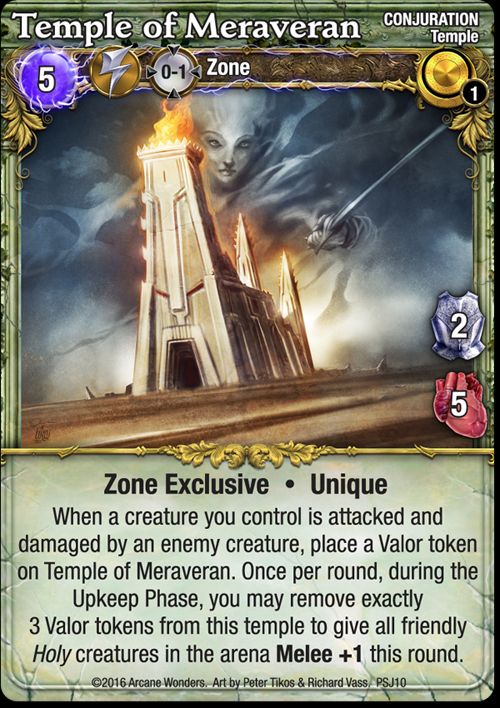 Temple of Meraveran
CONJURATION
Temple
5
0-1
Zone
1
2
5
Zone Exclusive • Unique
When a creature you control is attacked and
damaged by an enemy creature, place a Valor token
on Temple of Meraveran. Once per round, during the
Upkeep Phase, you may remove exactly
3 Valor tokens from this temple to give all friendly
Holy creatures in the arena Melee +1 this round.
©2016 Arcane Wonders. Art by Peter Tikos & Richard Vass. PSJ10